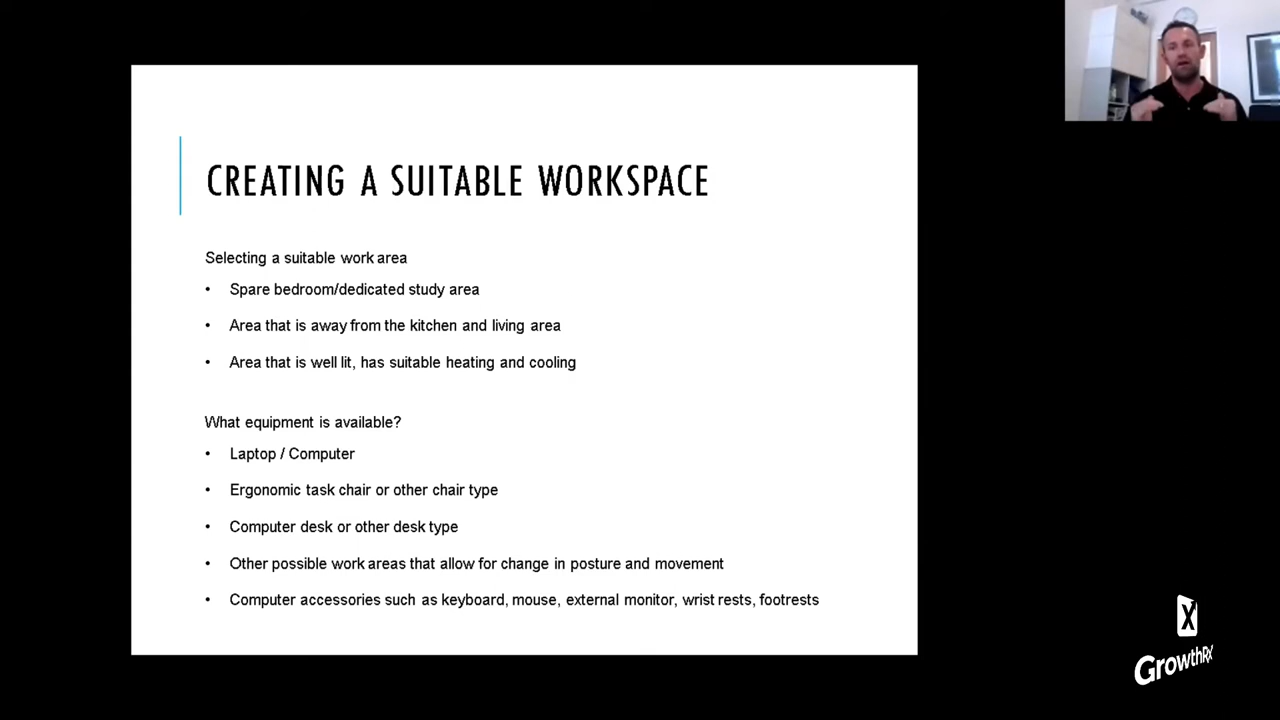 CREATING A SUITABLE WORKSPACE
Selecting a suitable work area
• Spare bedroom/dedicated study area
• Area that is away from the kitchen and living area
• Area that is well lit, has suitable heating and cooling
What equipment is available?
• Laptop / Computer
• Ergonomic task chair or other chair type
• Computer desk or other desk type
• Other possible work areas that allow for change in posture and movement
• Computer accessories such as keyboard, mouse, external monitor, wrist rests, footrests
X
GrowthRx